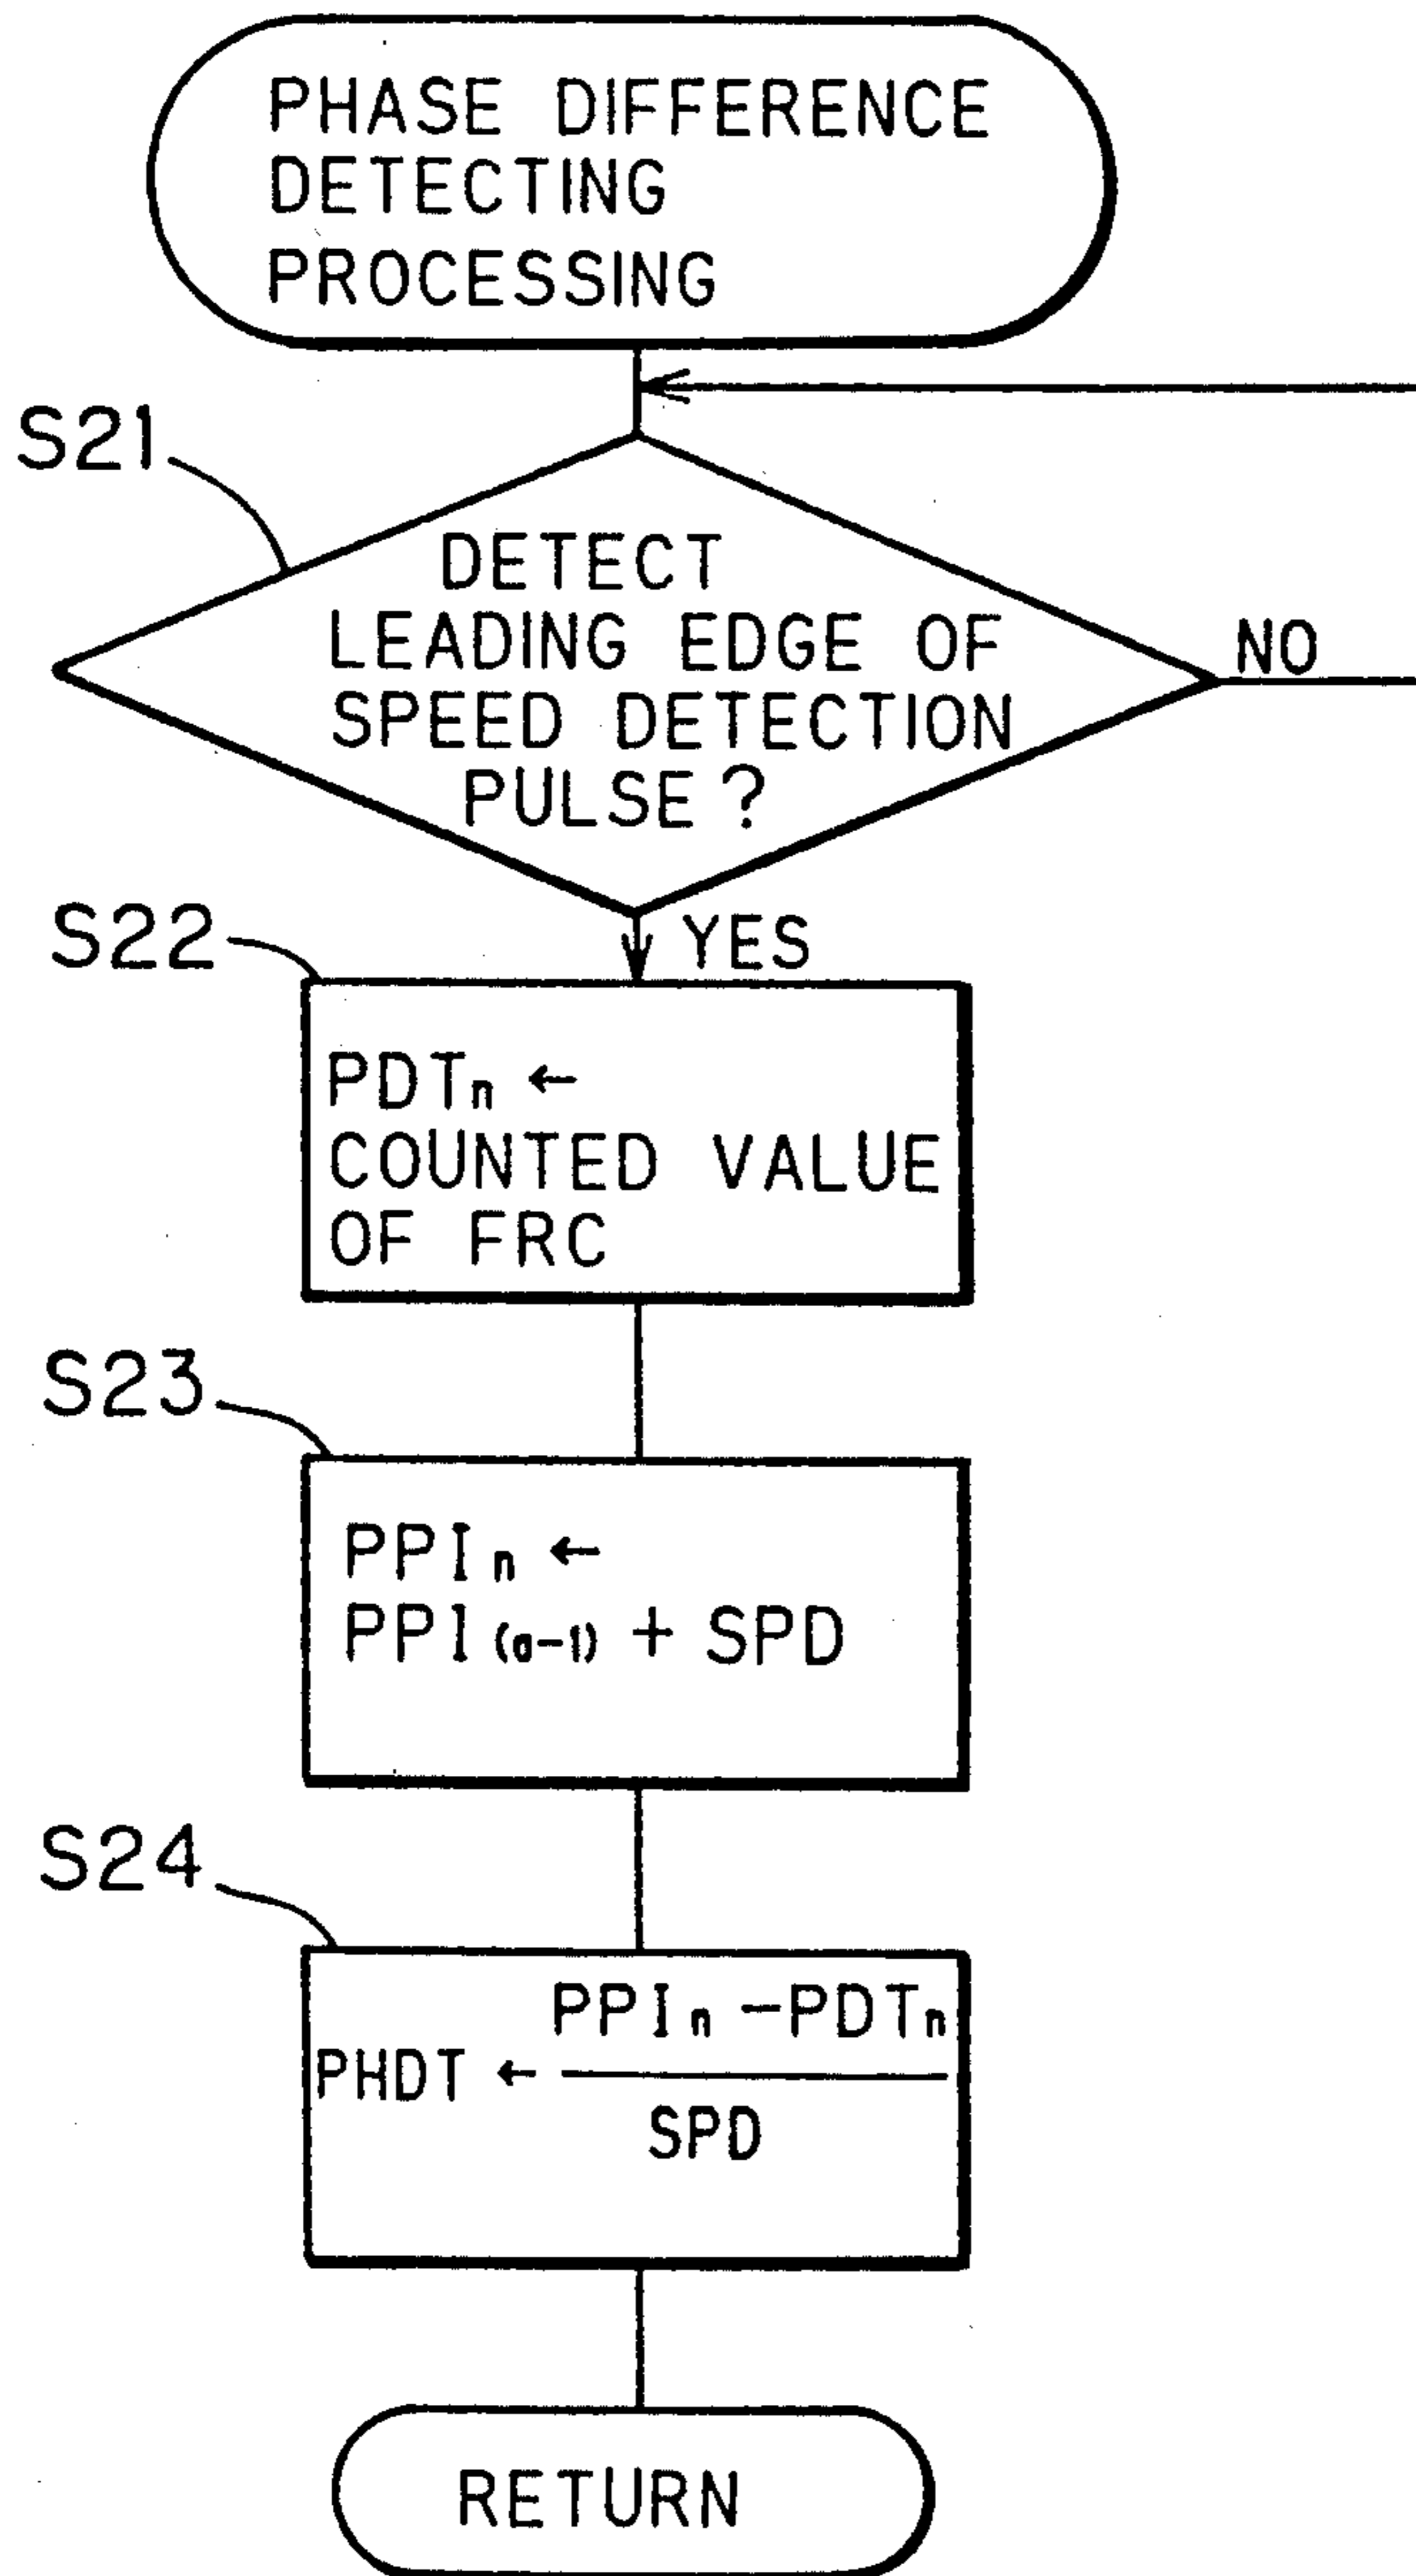 PHASE DIFFERENCE
DETECTING
PROCESSING
S21
DETECT
LEADING EDGE OF
SPEED DETECTION
PULSE?
NO
YES
S22
PDTn ←
COUNTED VALUE
OF FRC
S23
PPIn ←
PPI(a-1) + SPD
S24
PPIn -PDTn
PHDT ←
SPD
RETURN